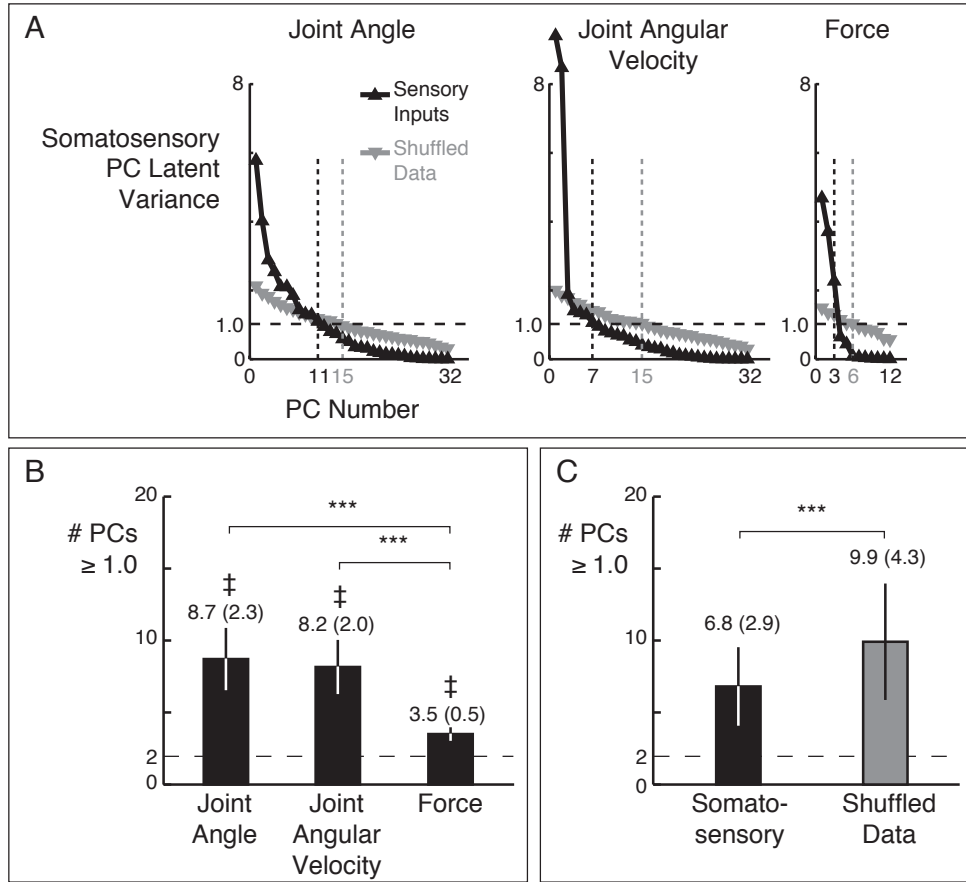 A
Joint Angle
Joint Angular
Velocity
Force
Somatosensory
PC Latent
Variance
8
1.0
0
Sensory
Inputs
Shuffled
Data
0 11 15 32
PC Number
8
1.0
0
0 7 15 32
8
1.0
0
0 3 6 12
B
# PCs
≥ 1.0
20
10
2
0
***
***
‡
8.7 (2.3)
‡
8.2 (2.0)
‡
3.5 (0.5)
Joint
Angle
Joint
Angular
Velocity
Force
C
# PCs
≥ 1.0
20
10
2
0
***
6.8 (2.9)
9.9 (4.3)
Somato-
sensory
Shuffled
Data